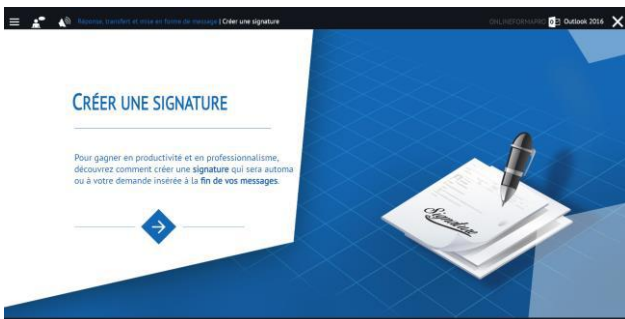 Réponse, transfert et mise en forme de message | Créer une signature
ONLINEFORMAPRO Outlook 2016
CRÉER UNE SIGNATURE
Pour gagner en productivité et en professionnalisme,
découvrez comment créer une signature qui sera automa
ou à votre demande insérée à la fin de vos messages.
Signature